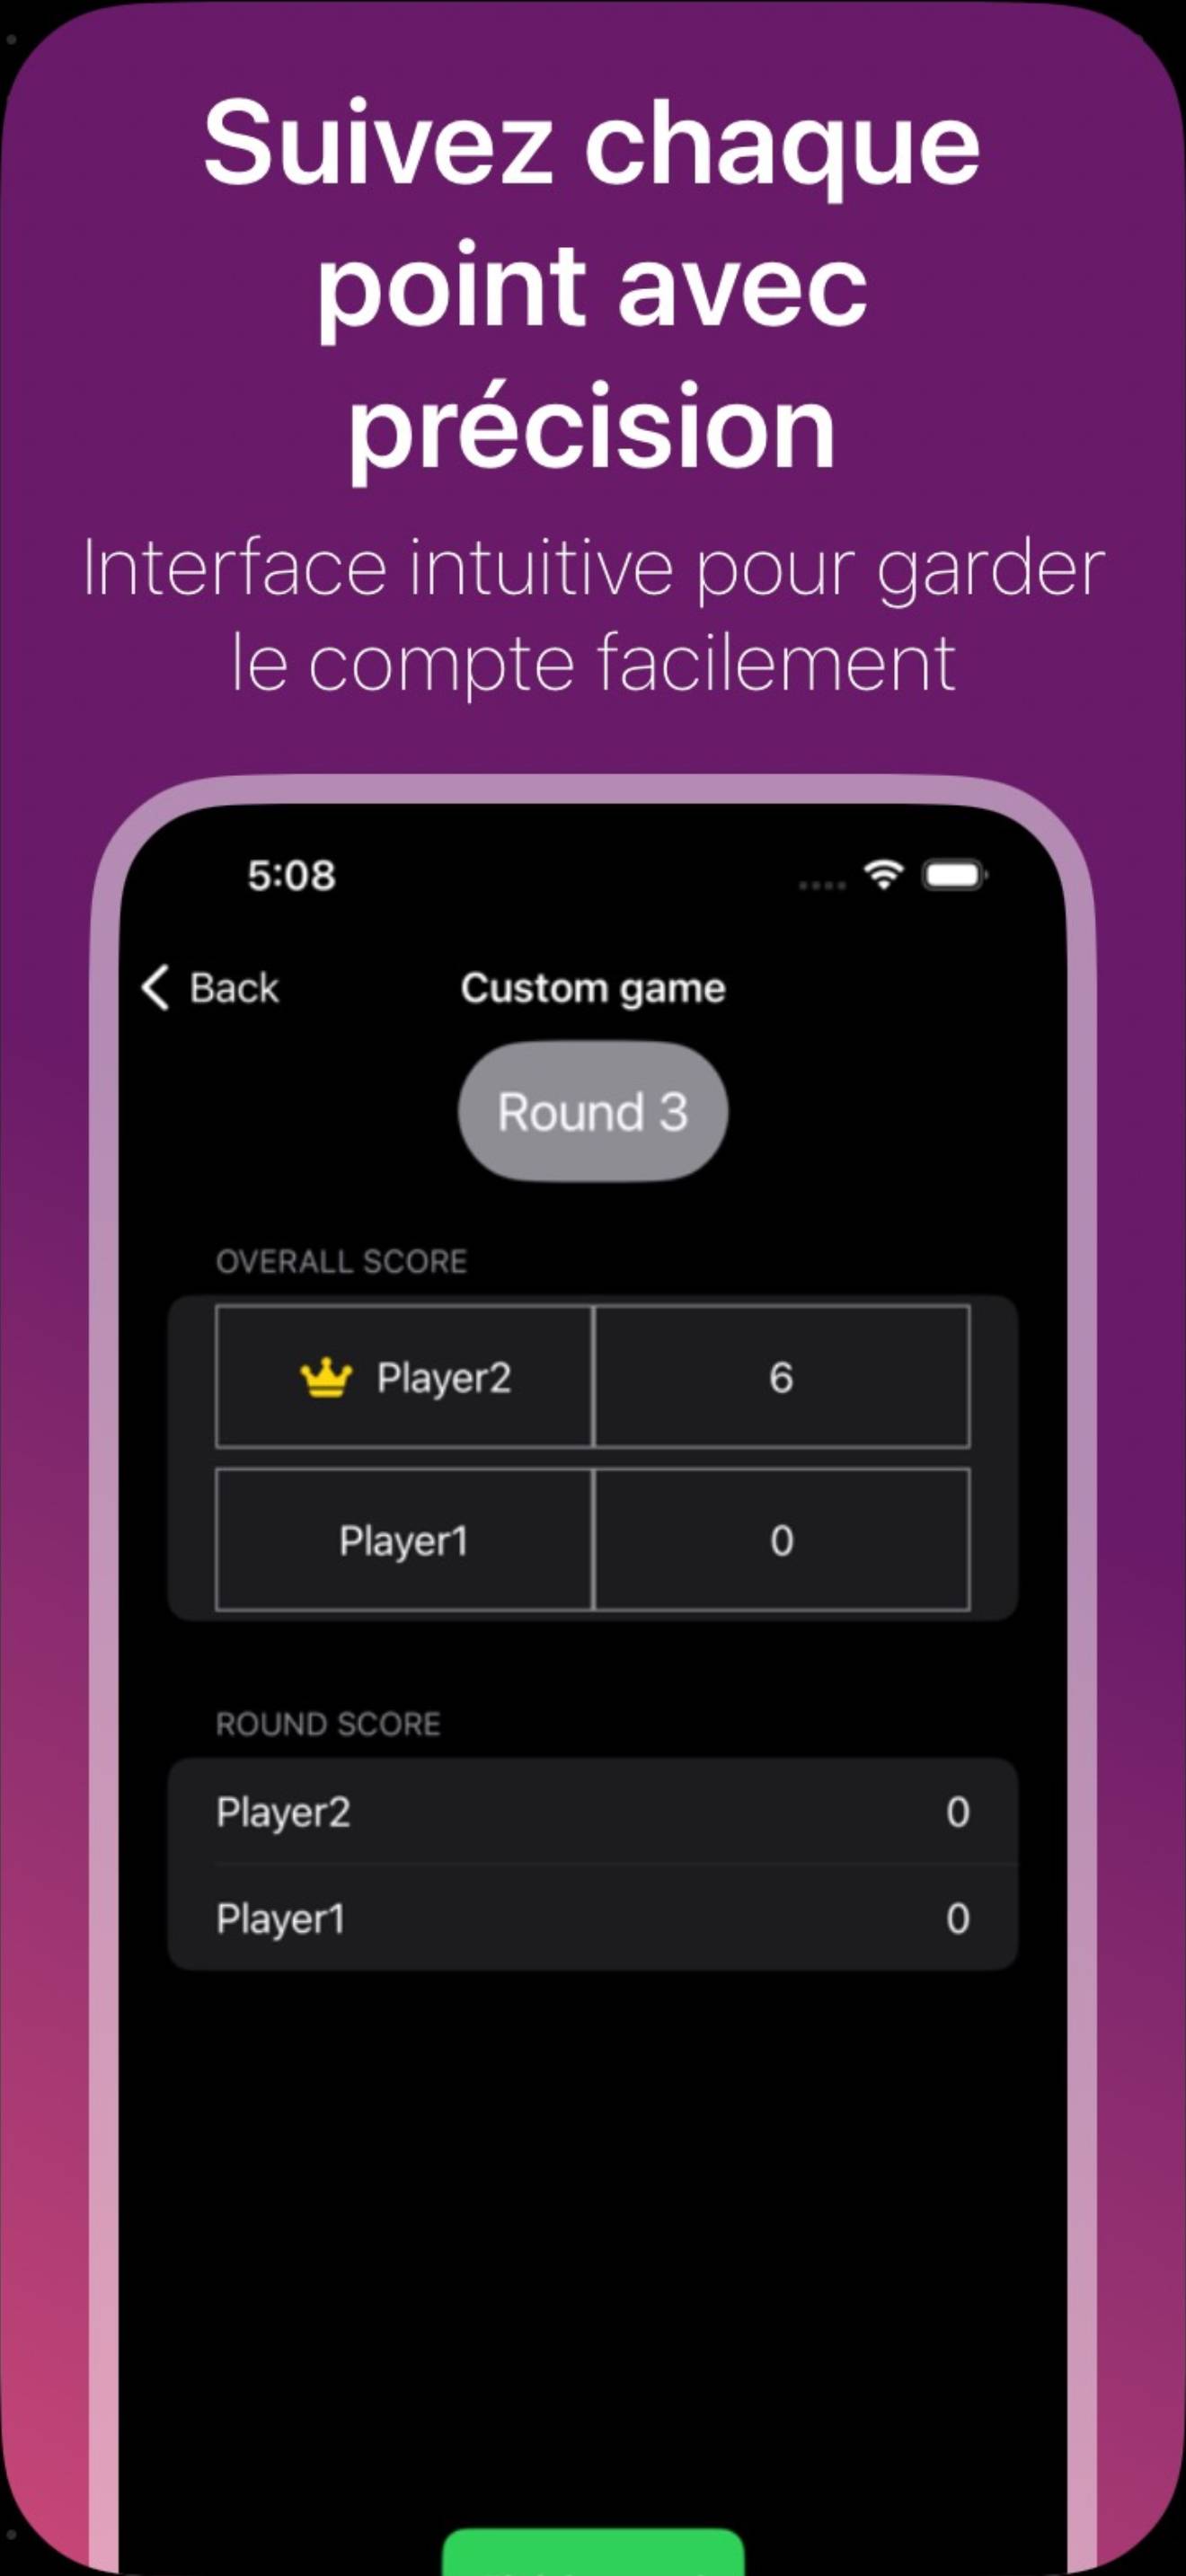 Suivez chaque
point avec
précision
Interface intuitive pour garder
le compte facilement
5:08
Back
Custom game
Round 3
OVERALL SCORE
Player2 6
Player1 0
ROUND SCORE
Player2 0
Player1 0